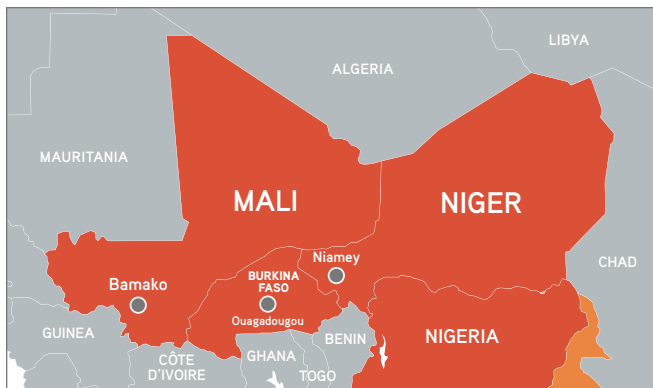 LIBYA
ALGERIA
MAURITANIA
MALI
NIGER
Niamey
CHAD
BURKINA
FASO
Bamako
Ouagadougou
GUINEA
BENIN
NIGERIA
CÔTE
D'IVOIRE
GHANA
TOGO